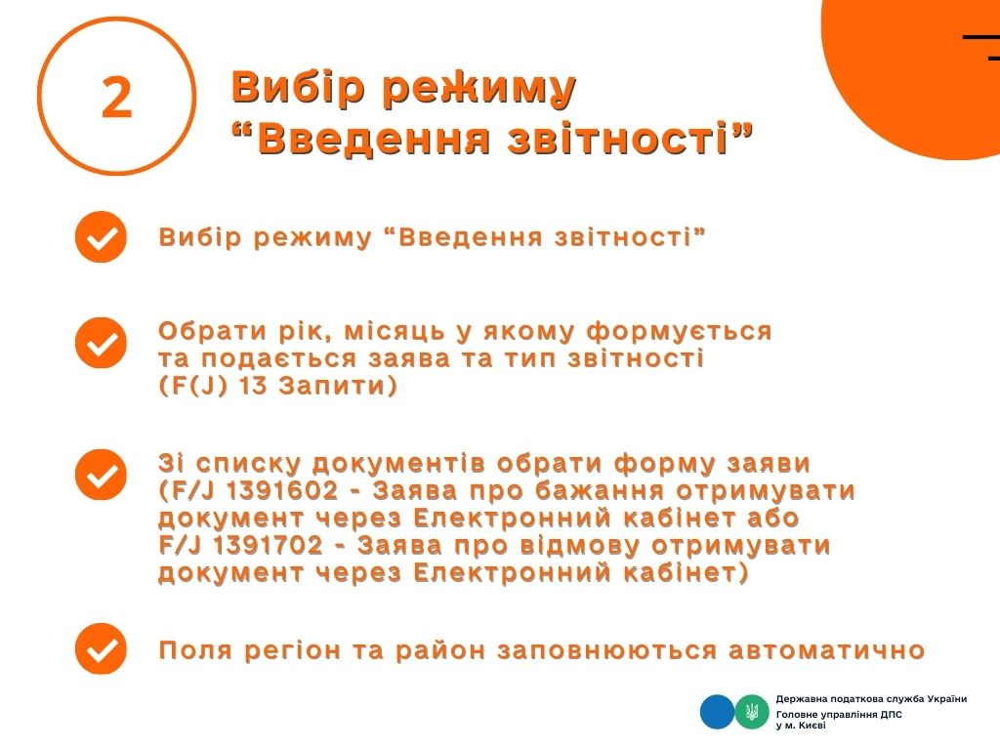 2
Вибір режиму
“Введення звітності”
Вибір режиму “Введення звітності”
Обрати рік, місяць у якому формується
та подається заява та тип звітності
(F(J) 13 Запити)
Зі списку документів обрати форму заяви
(F/J 1391602 - Заява про бажання отримувати
документ через Електронний кабінет або
F/J 1391702 - Заява про відмову отримувати
документ через Електронний кабінет)
Поля регіон та район заповнюються автоматично
Державна податкова служба України
Головне управління ДПС
у м. Києві